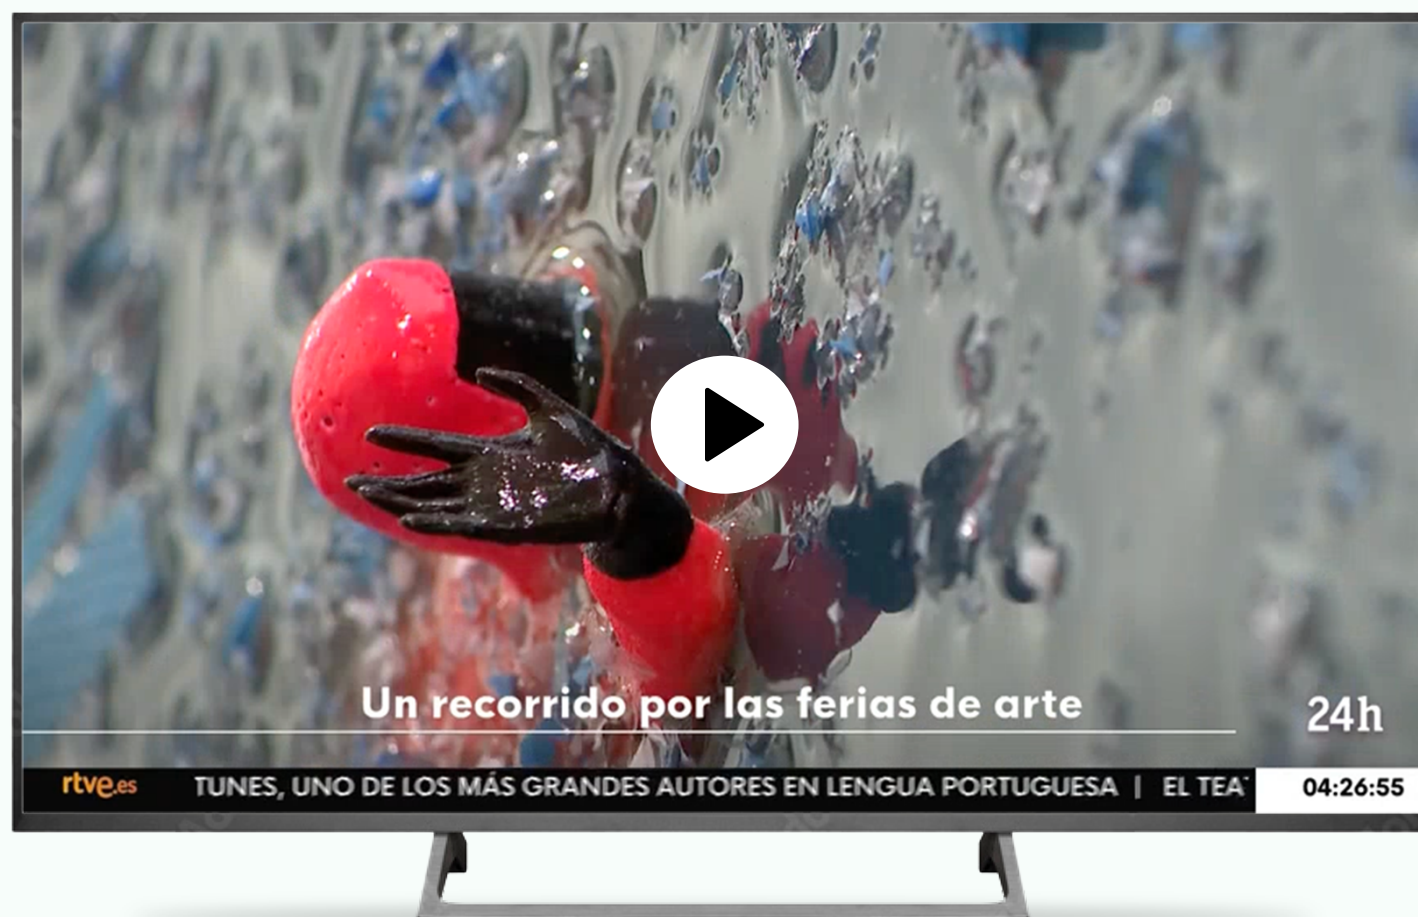 Un recorrido por las ferias de arte
24h
rtve.es
TUNES, UNO DE LOS MÁS GRANDES AUTORES EN LENGUA PORTUGUESA | EL TEA
04:26:55